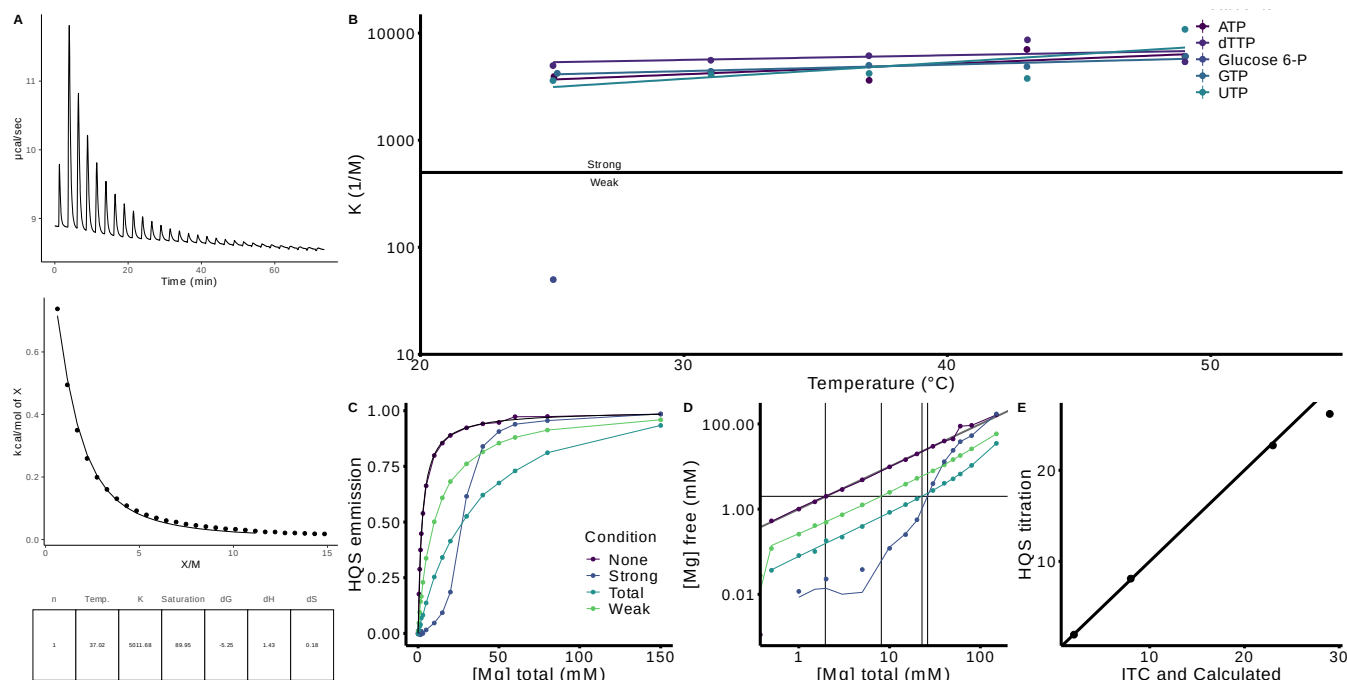 A
µcal/sec
11
10
9
0
20
40
60
Time (min)
kcal/mol of X
0.6
0.4
0.2
0.0
0
5
10
15
X/M
n Temp. K Saturation dG dH dS
1 37.02 5011.68 89.95 -5.25 1.43 0.18
B
K (1/M)
10000
1000
100
10
Strong
Weak
20
30
40
50
Temperature (°C)
ATP
dTTP
Glucose 6-P
GTP
UTP
C
HQS emmission
1.00
0.75
0.50
0.25
0.00
0
50
100
150
[Mg] total (mM)
Condition
None
Strong
Total
Weak
D
[Mg] free (mM)
100.00
1.00
0.01
1
10
100
[Mg] total (mM)
E
HQS titration
20
10
10
20
30
ITC and Calculated